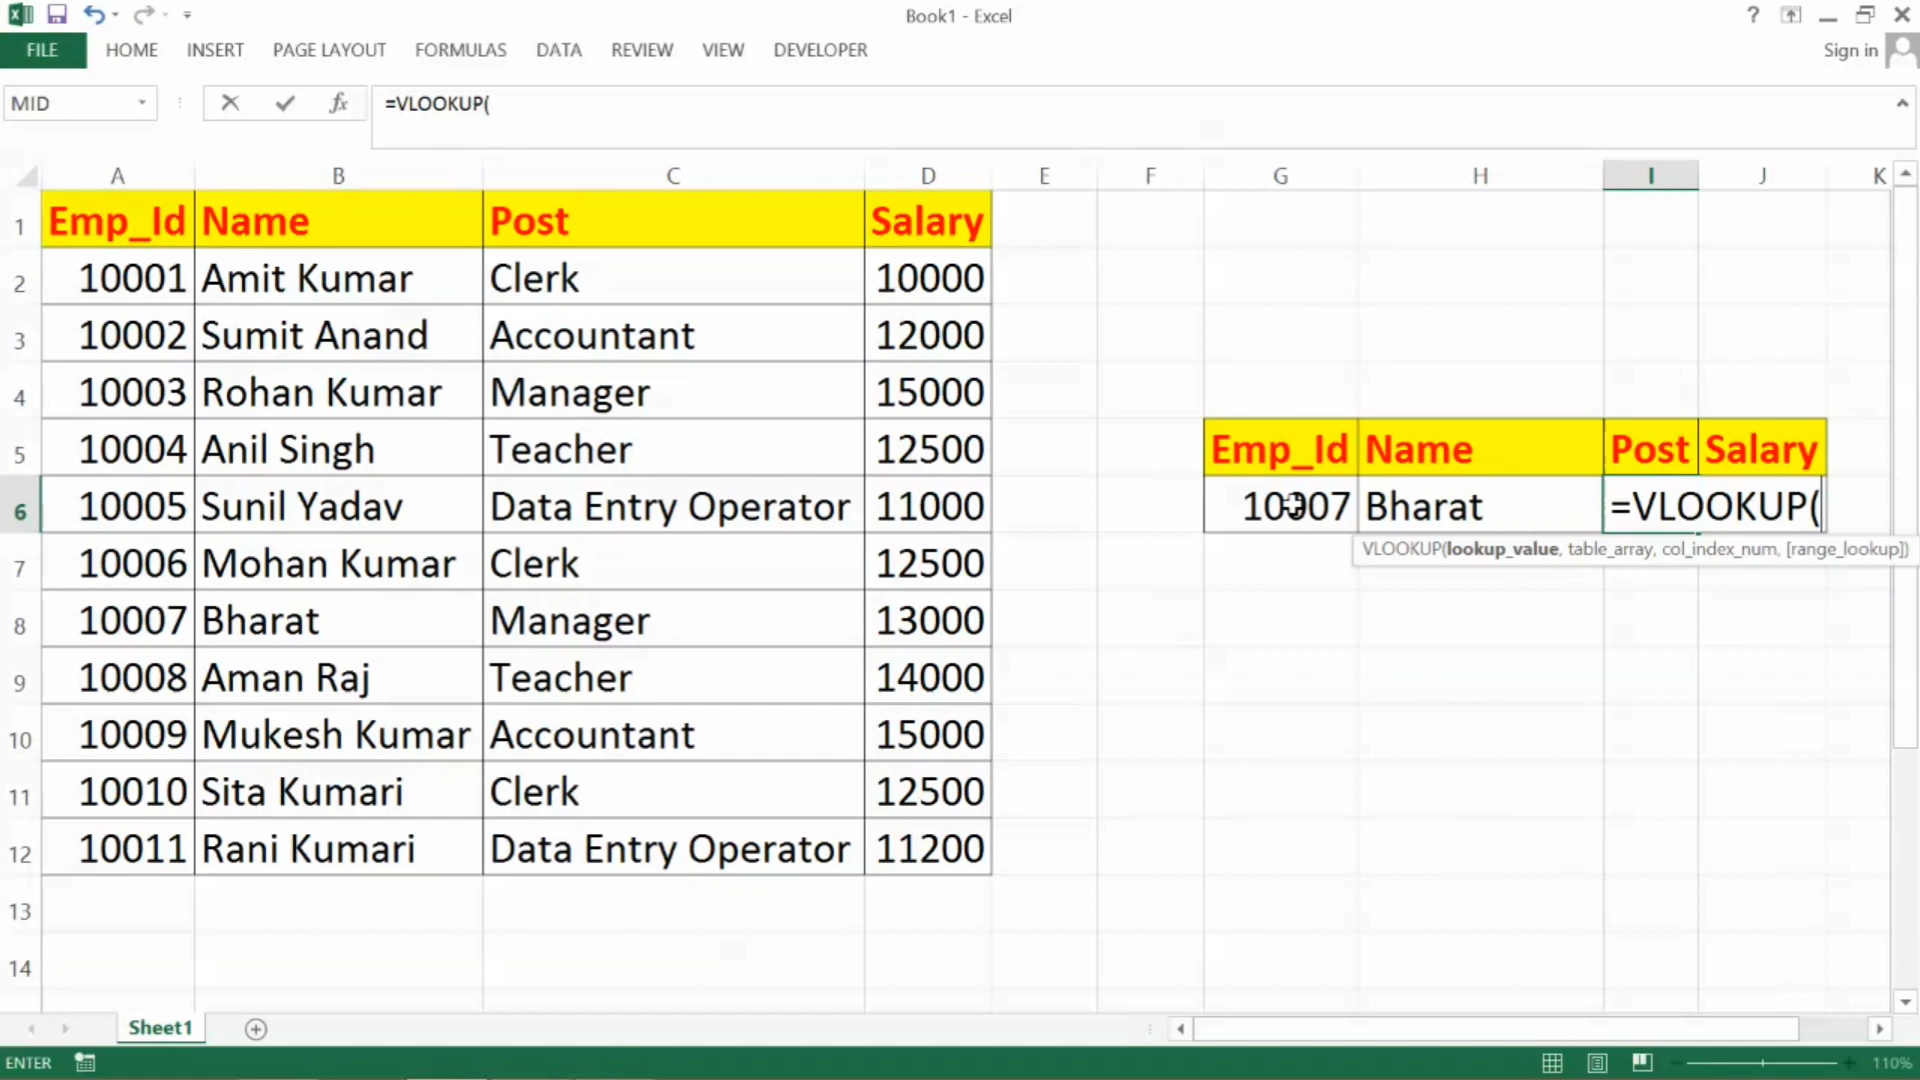 Book1 - Excel
?
FILE HOME INSERT PAGE LAYOUT FORMULAS DATA REVIEW VIEW DEVELOPER Sign in
MID fx =VLOOKUP(
A B C D E F G H I J K
1 Emp_Id Name Post Salary
2 10001 Amit Kumar Clerk 10000
3 10002 Sumit Anand Accountant 12000
4 10003 Rohan Kumar Manager 15000
5 10004 Anil Singh Teacher 12500 Emp_Id Name Post Salary
6 10005 Sunil Yadav Data Entry Operator 11000 10007 Bharat =VLOOKUP(
VLOOKUP(lookup_value, table_array, col_index_num, [range_lookup])
7 10006 Mohan Kumar Clerk 12500
8 10007 Bharat Manager 13000
9 10008 Aman Raj Teacher 14000
10 10009 Mukesh Kumar Accountant 15000
11 10010 Sita Kumari Clerk 12500
12 10011 Rani Kumari Data Entry Operator 11200
13
14
Sheet1
ENTER 110%